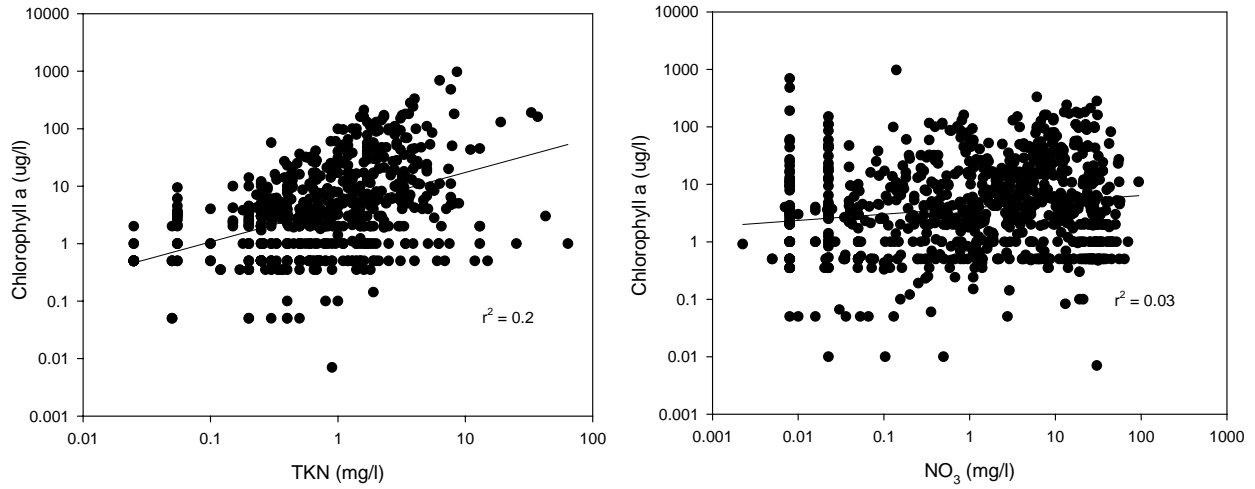 10000
1000
100
10
1
0.1
0.01
0.001
Chlorophyll a (ug/l)
r² = 0.2
0.01 0.1 1 10 100
TKN (mg/l)
10000
1000
100
10
1
0.1
0.01
0.001
Chlorophyll a (ug/l)
r² = 0.03
0.001 0.01 0.1 1 10 100 1000
NO₃ (mg/l)